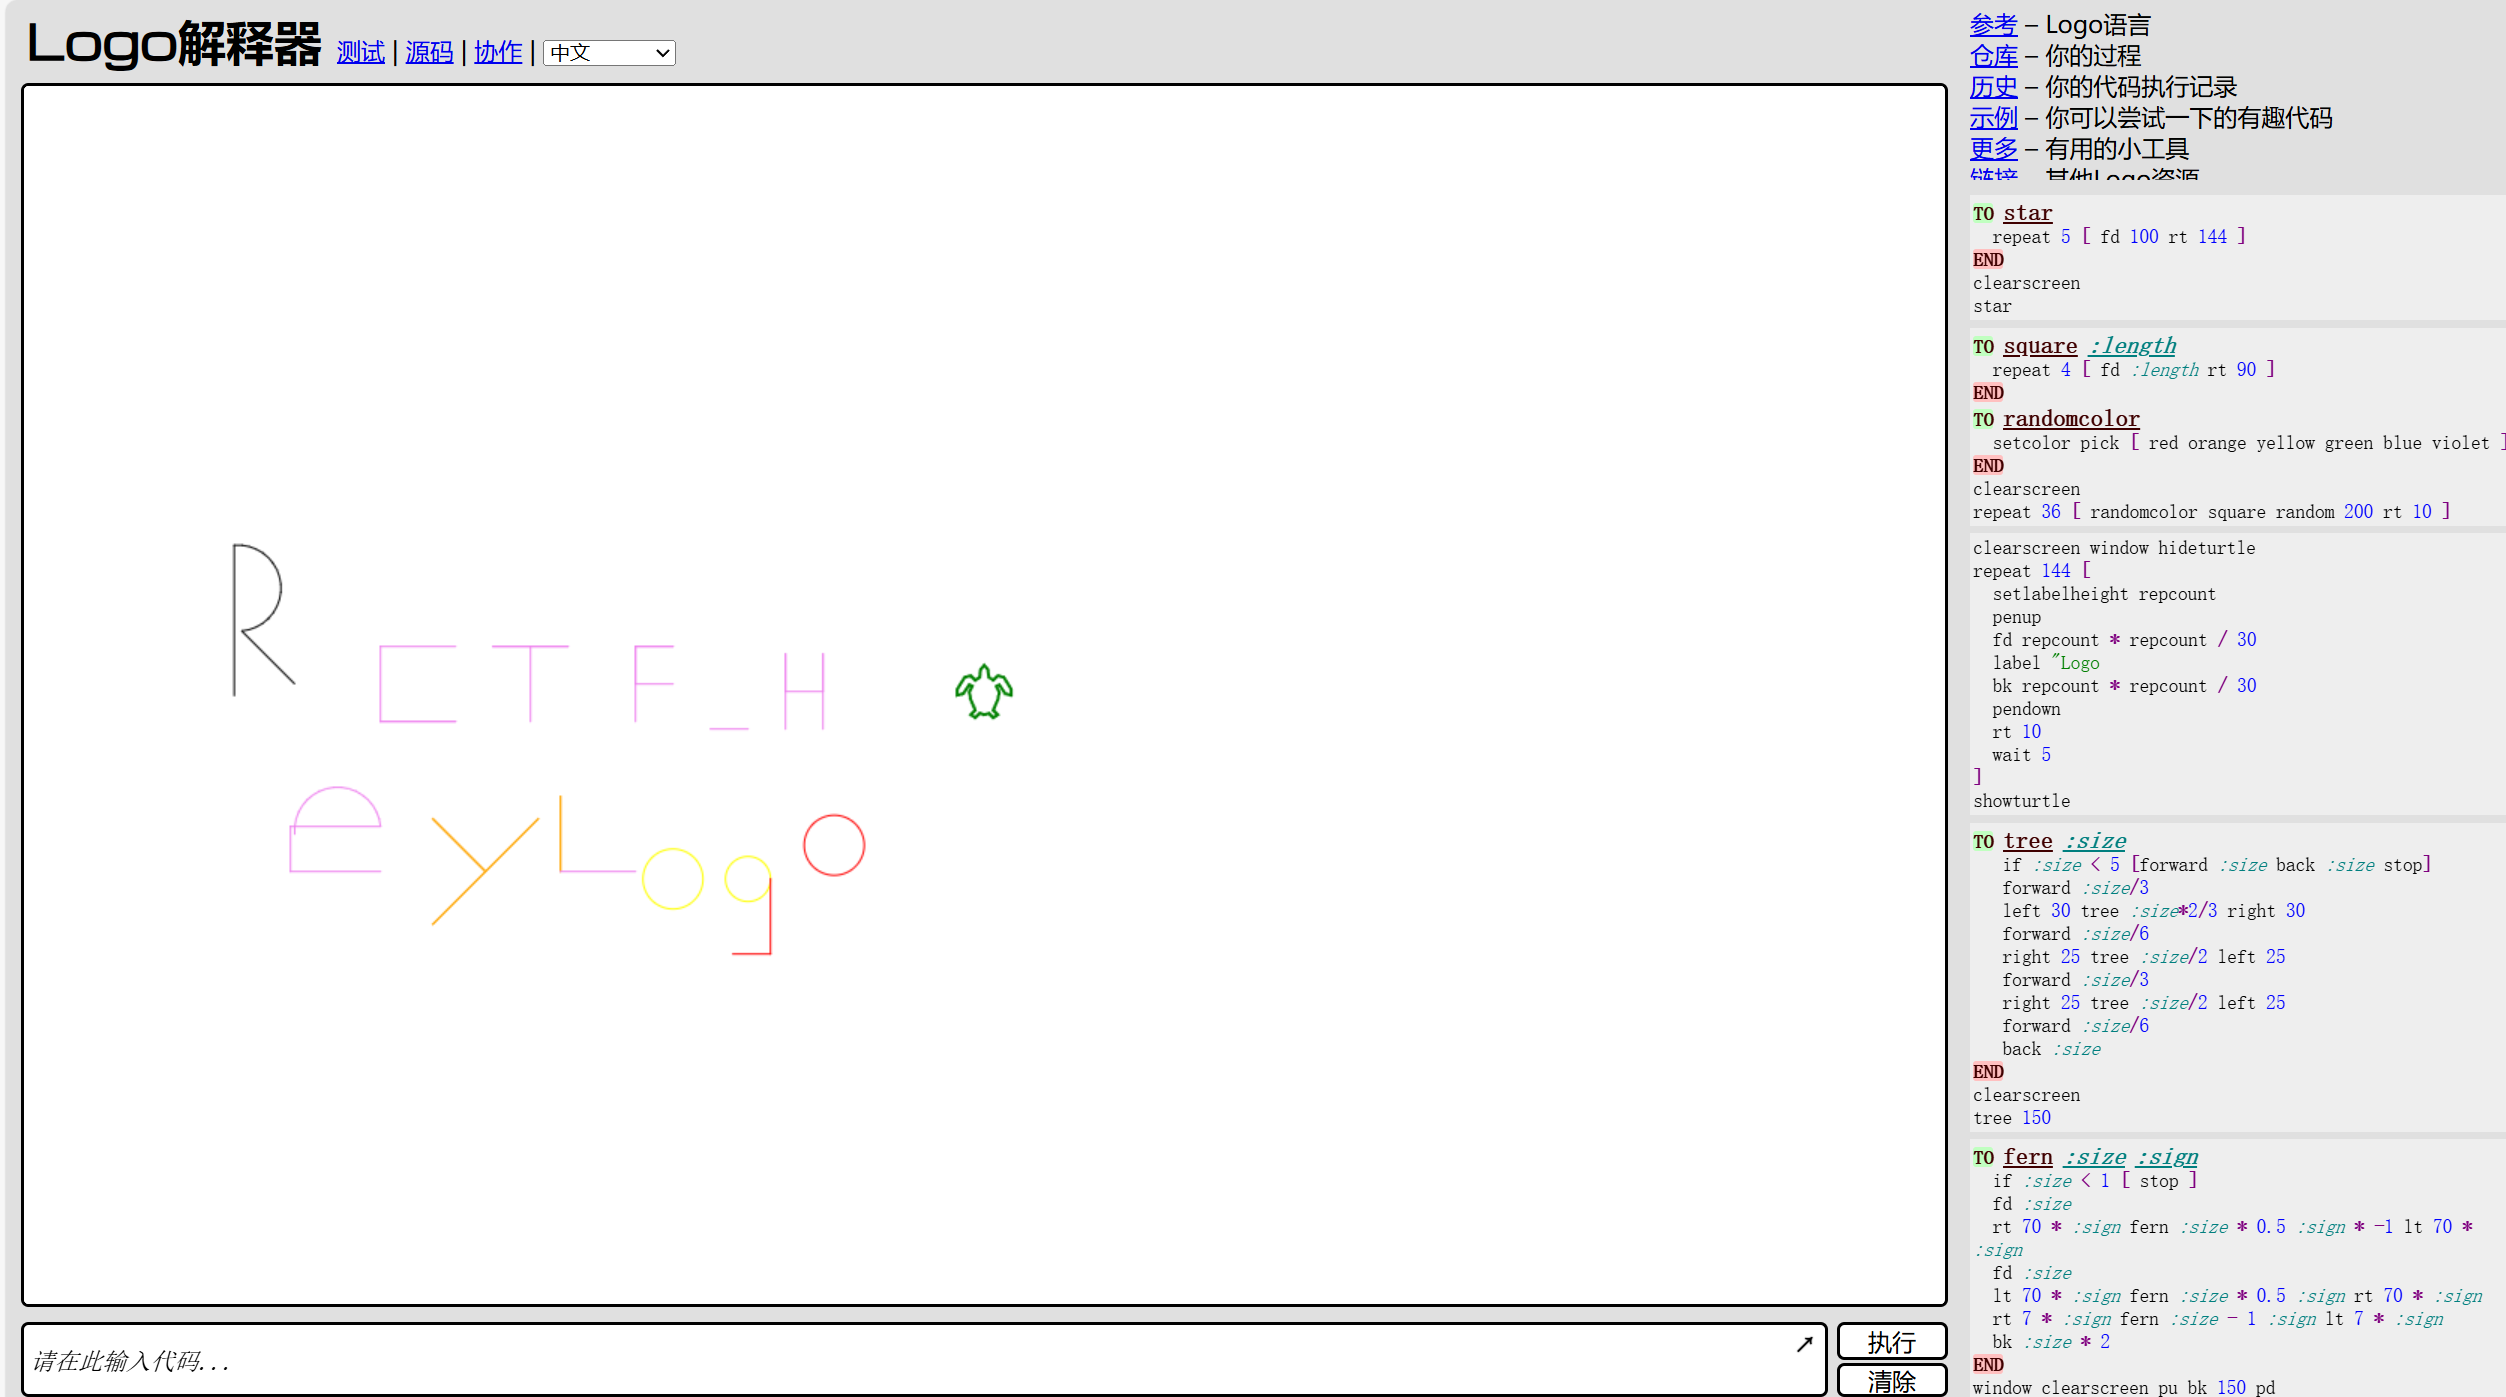 Logo解释器 测试 | 源码 | 协作 | 中文
R
CTF_H
eyLogo
请在此输入代码...
执行
清除
参考 – Logo语言
仓库 – 你的过程
历史 – 你的代码执行记录
示例 – 你可以尝试一下的有趣代码
更多 – 有用的小工具
链接 – 其他Logo资源
TO star
repeat 5 [ fd 100 rt 144 ]
END
clearscreen
star
TO square :length
repeat 4 [ fd :length rt 90 ]
END
TO randomcolor
setcolor pick [ red orange yellow green blue violet ]
END
clearscreen
repeat 36 [ randomcolor square random 200 rt 10 ]
clearscreen window hideturtle
repeat 144 [
setlabelheight repcount
penup
fd repcount * repcount / 30
label "Logo
bk repcount * repcount / 30
pendown
rt 10
wait 5
]
showturtle
TO tree :size
if :size < 5 [forward :size back :size stop]
forward :size/3
left 30 tree :size*2/3 right 30
forward :size/6
right 25 tree :size/2 left 25
forward :size/3
right 25 tree :size/2 left 25
forward :size/6
back :size
END
clearscreen
tree 150
TO fern :size :sign
if :size < 1 [ stop ]
fd :size
rt 70 * :sign fern :size * 0.5 :sign * -1 lt 70 *
:sign
fd :size
lt 70 * :sign fern :size * 0.5 :sign rt 70 * :sign
rt 7 * :sign fern :size - 1 :sign lt 7 * :sign
bk :size * 2
END
window clearscreen pu bk 150 pd